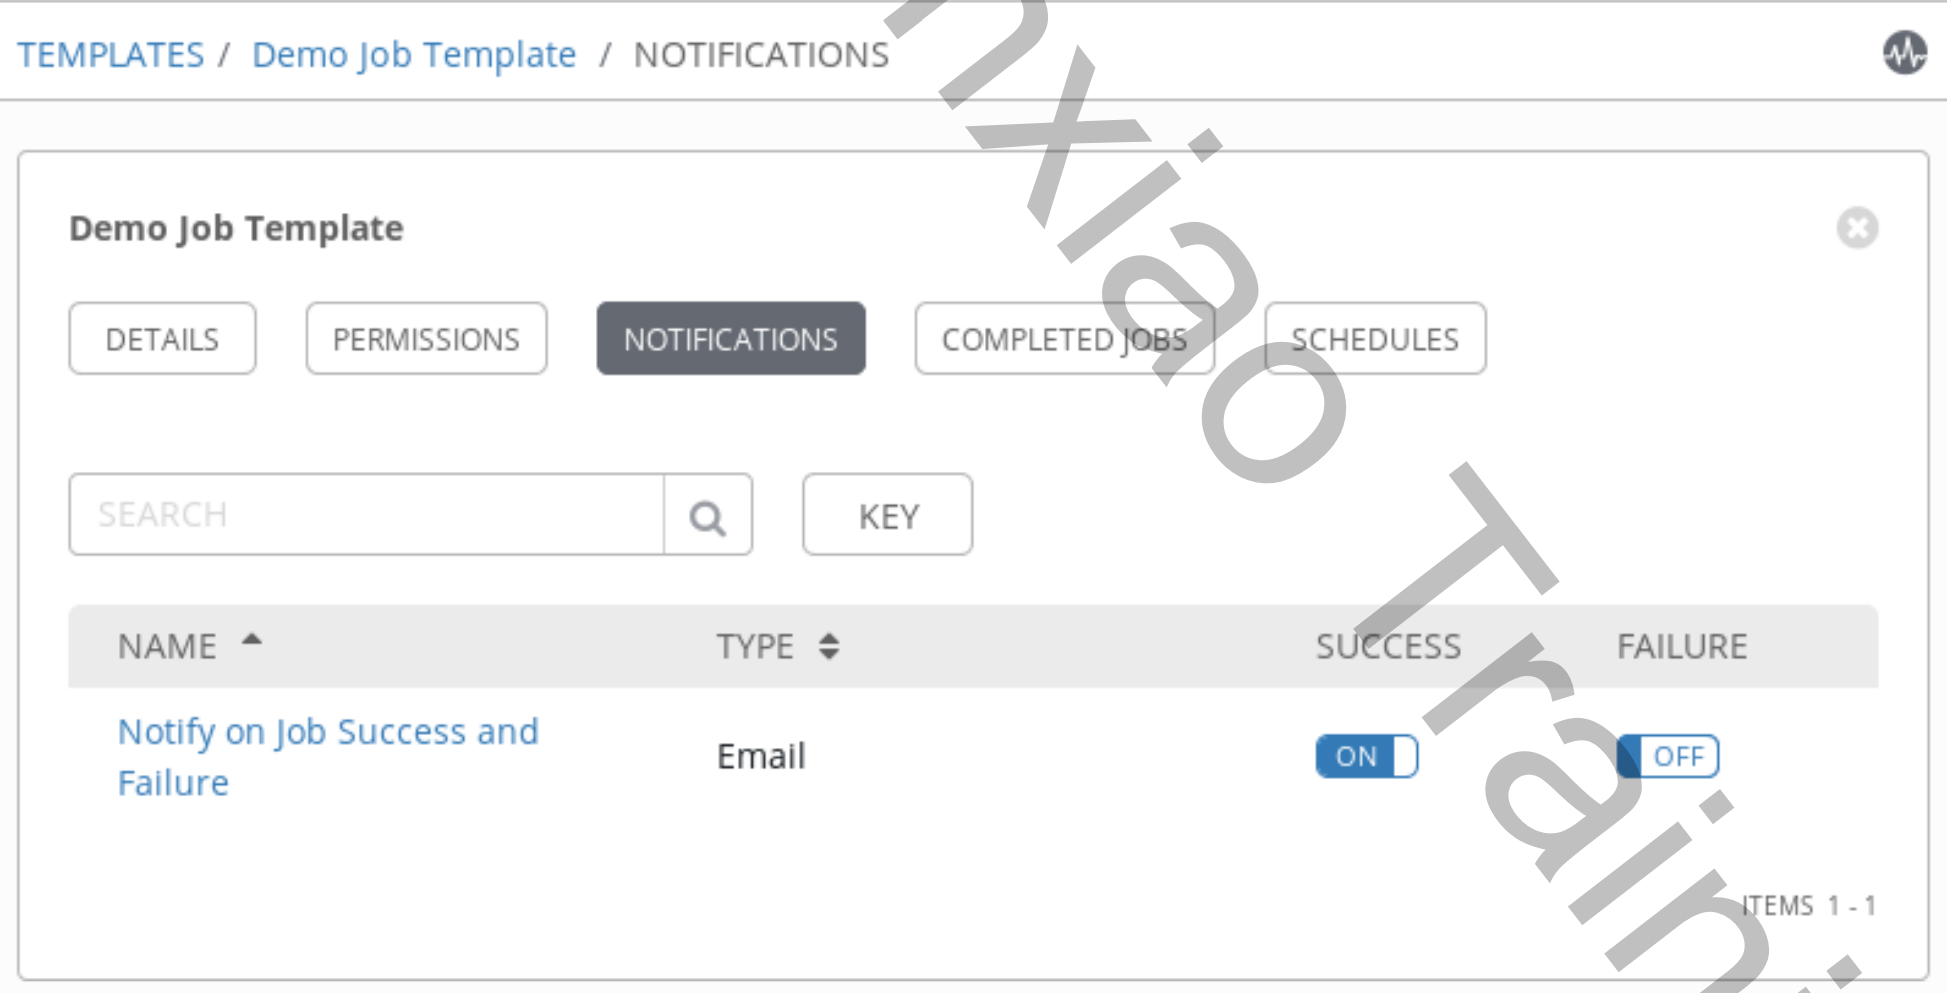 TEMPLATES / Demo Job Template / NOTIFICATIONS
Demo Job Template
DETAILS PERMISSIONS NOTIFICATIONS COMPLETED JOBS SCHEDULES
SEARCH KEY
NAME TYPE SUCCESS FAILURE
Notify on Job Success and
Failure
Email ON OFF
ITEMS 1 - 1
nxiao Train